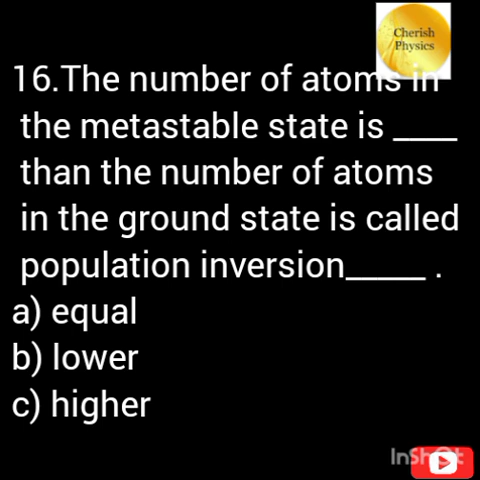 Cherish
Physics
16.The number of atoms in
the metastable state is ____
than the number of atoms
in the ground state is called
population inversion_____ .
a) equal
b) lower
c) higher
InShOt